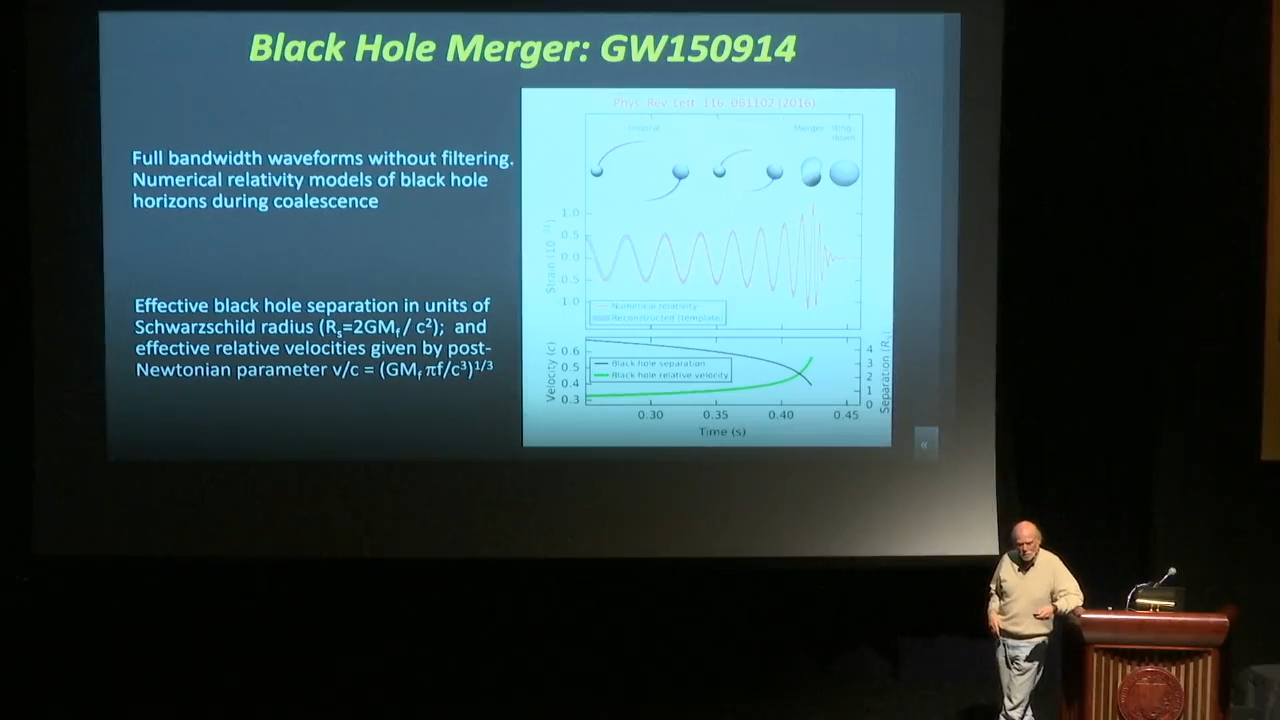 Black Hole Merger: GW150914
Phys. Rev. Lett. 116, 061102 (2016)
Inspiral
Merger
Ring-
down
Full bandwidth waveforms without filtering.
Numerical relativity models of black hole
horizons during coalescence
Strain (10⁻²¹)
1.0
0.5
0.0
0.5
1.0
Numerical relativity
Reconstructed (template)
Effective black hole separation in units of
Schwarzschild radius (Rₛ=2GM_f / c²); and
effective relative velocities given by post-
Newtonian parameter v/c = (GM_f πf/c³)¹/³
Velocity (c)
0.6
0.5
0.4
0.3
Black hole separation
Black hole relative velocity
4
3
2
1
0
Separation (Rₛ)
0.30 0.35 0.40 0.45
Time (s)
«